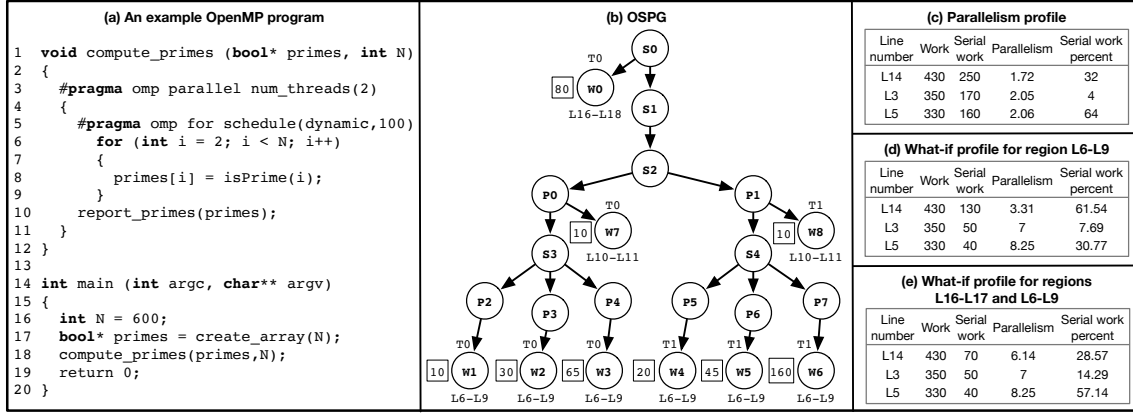 (a) An example OpenMP program
1 void compute_primes (bool* primes, int N)
2 {
3 #pragma omp parallel num_threads(2)
4 {
5 #pragma omp for schedule(dynamic,100)
6 for (int i = 2; i < N; i++)
7 {
8 primes[i] = isPrime(i);
9 }
10 report_primes(primes);
11 }
12 }
13
14 int main (int argc, char** argv)
15 {
16 int N = 600;
17 bool* primes = create_array(N);
18 compute_primes(primes,N);
19 return 0;
20 }
(b) OSPG
S0
T0
80 W0
L16-L18
S1
S2
P0 P1
T0 T1
10 W7 10 W8
L10-L11 L10-L11
S3 S4
P2 P4 P5 P7
P3 P6
T0 T0 T0 T1 T1 T1
10 W1 30 W2 65 W3 20 W4 45 W5 160 W6
L6-L9 L6-L9 L6-L9 L6-L9 L6-L9 L6-L9
(c) Parallelism profile
Line number Work Serial work Parallelism Serial work percent
L14 430 250 1.72 32
L3 350 170 2.05 4
L5 330 160 2.06 64
(d) What-if profile for region L6-L9
Line number Work Serial work Parallelism Serial work percent
L14 430 130 3.31 61.54
L3 350 50 7 7.69
L5 330 40 8.25 30.77
(e) What-if profile for regions
L16-L17 and L6-L9
Line number Work Serial work Parallelism Serial work percent
L14 430 70 6.14 28.57
L3 350 50 7 14.29
L5 330 40 8.25 57.14